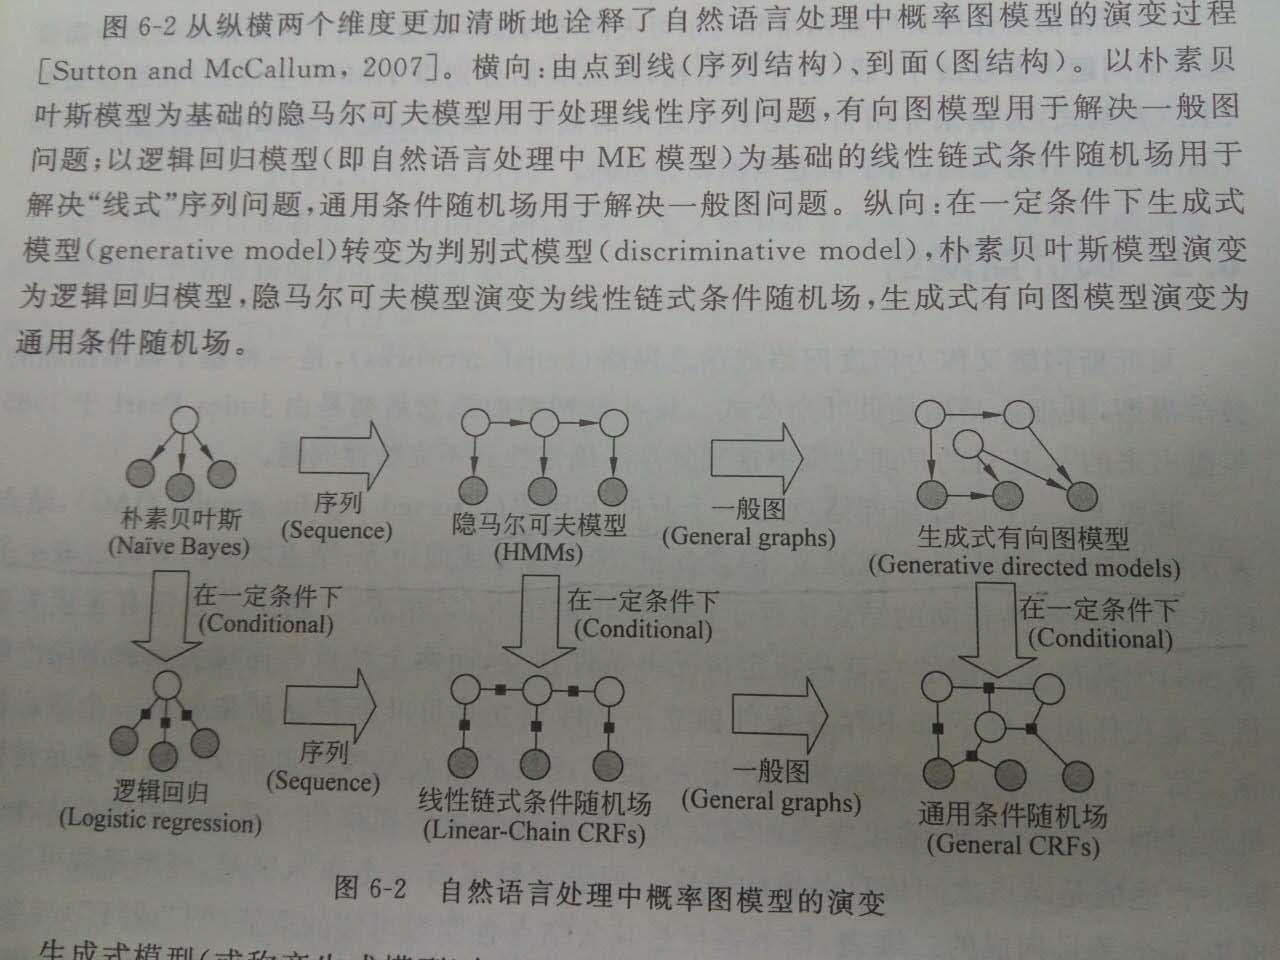 图 6-2 从纵横两个维度更加清晰地诠释了自然语言处理中概率图模型的演变过程
[Sutton and McCallum, 2007]。横向:由点到线(序列结构)、到面(图结构)。以朴素贝
叶斯模型为基础的隐马尔可夫模型用于处理线性序列问题,有向图模型用于解决一般图
问题;以逻辑回归模型(即自然语言处理中 ME 模型)为基础的线性链式条件随机场用于
解决“线式”序列问题,通用条件随机场用于解决一般图问题。纵向:在一定条件下生成式
模型(generative model)转变为判别式模型(discriminative model),朴素贝叶斯模型演变
为逻辑回归模型,隐马尔可夫模型演变为线性链式条件随机场,生成式有向图模型演变为
通用条件随机场。
朴素贝叶斯
(Naïve Bayes)
序列
(Sequence)
隐马尔可夫模型
(HMMs)
一般图
(General graphs)
生成式有向图模型
(Generative directed models)
在一定条件下
(Conditional)
在一定条件下
(Conditional)
在一定条件下
(Conditional)
逻辑回归
(Logistic regression)
序列
(Sequence)
线性链式条件随机场
(Linear-Chain CRFs)
一般图
(General graphs)
通用条件随机场
(General CRFs)
图 6-2 自然语言处理中概率图模型的演变
生成式模型(或称产生式模型)